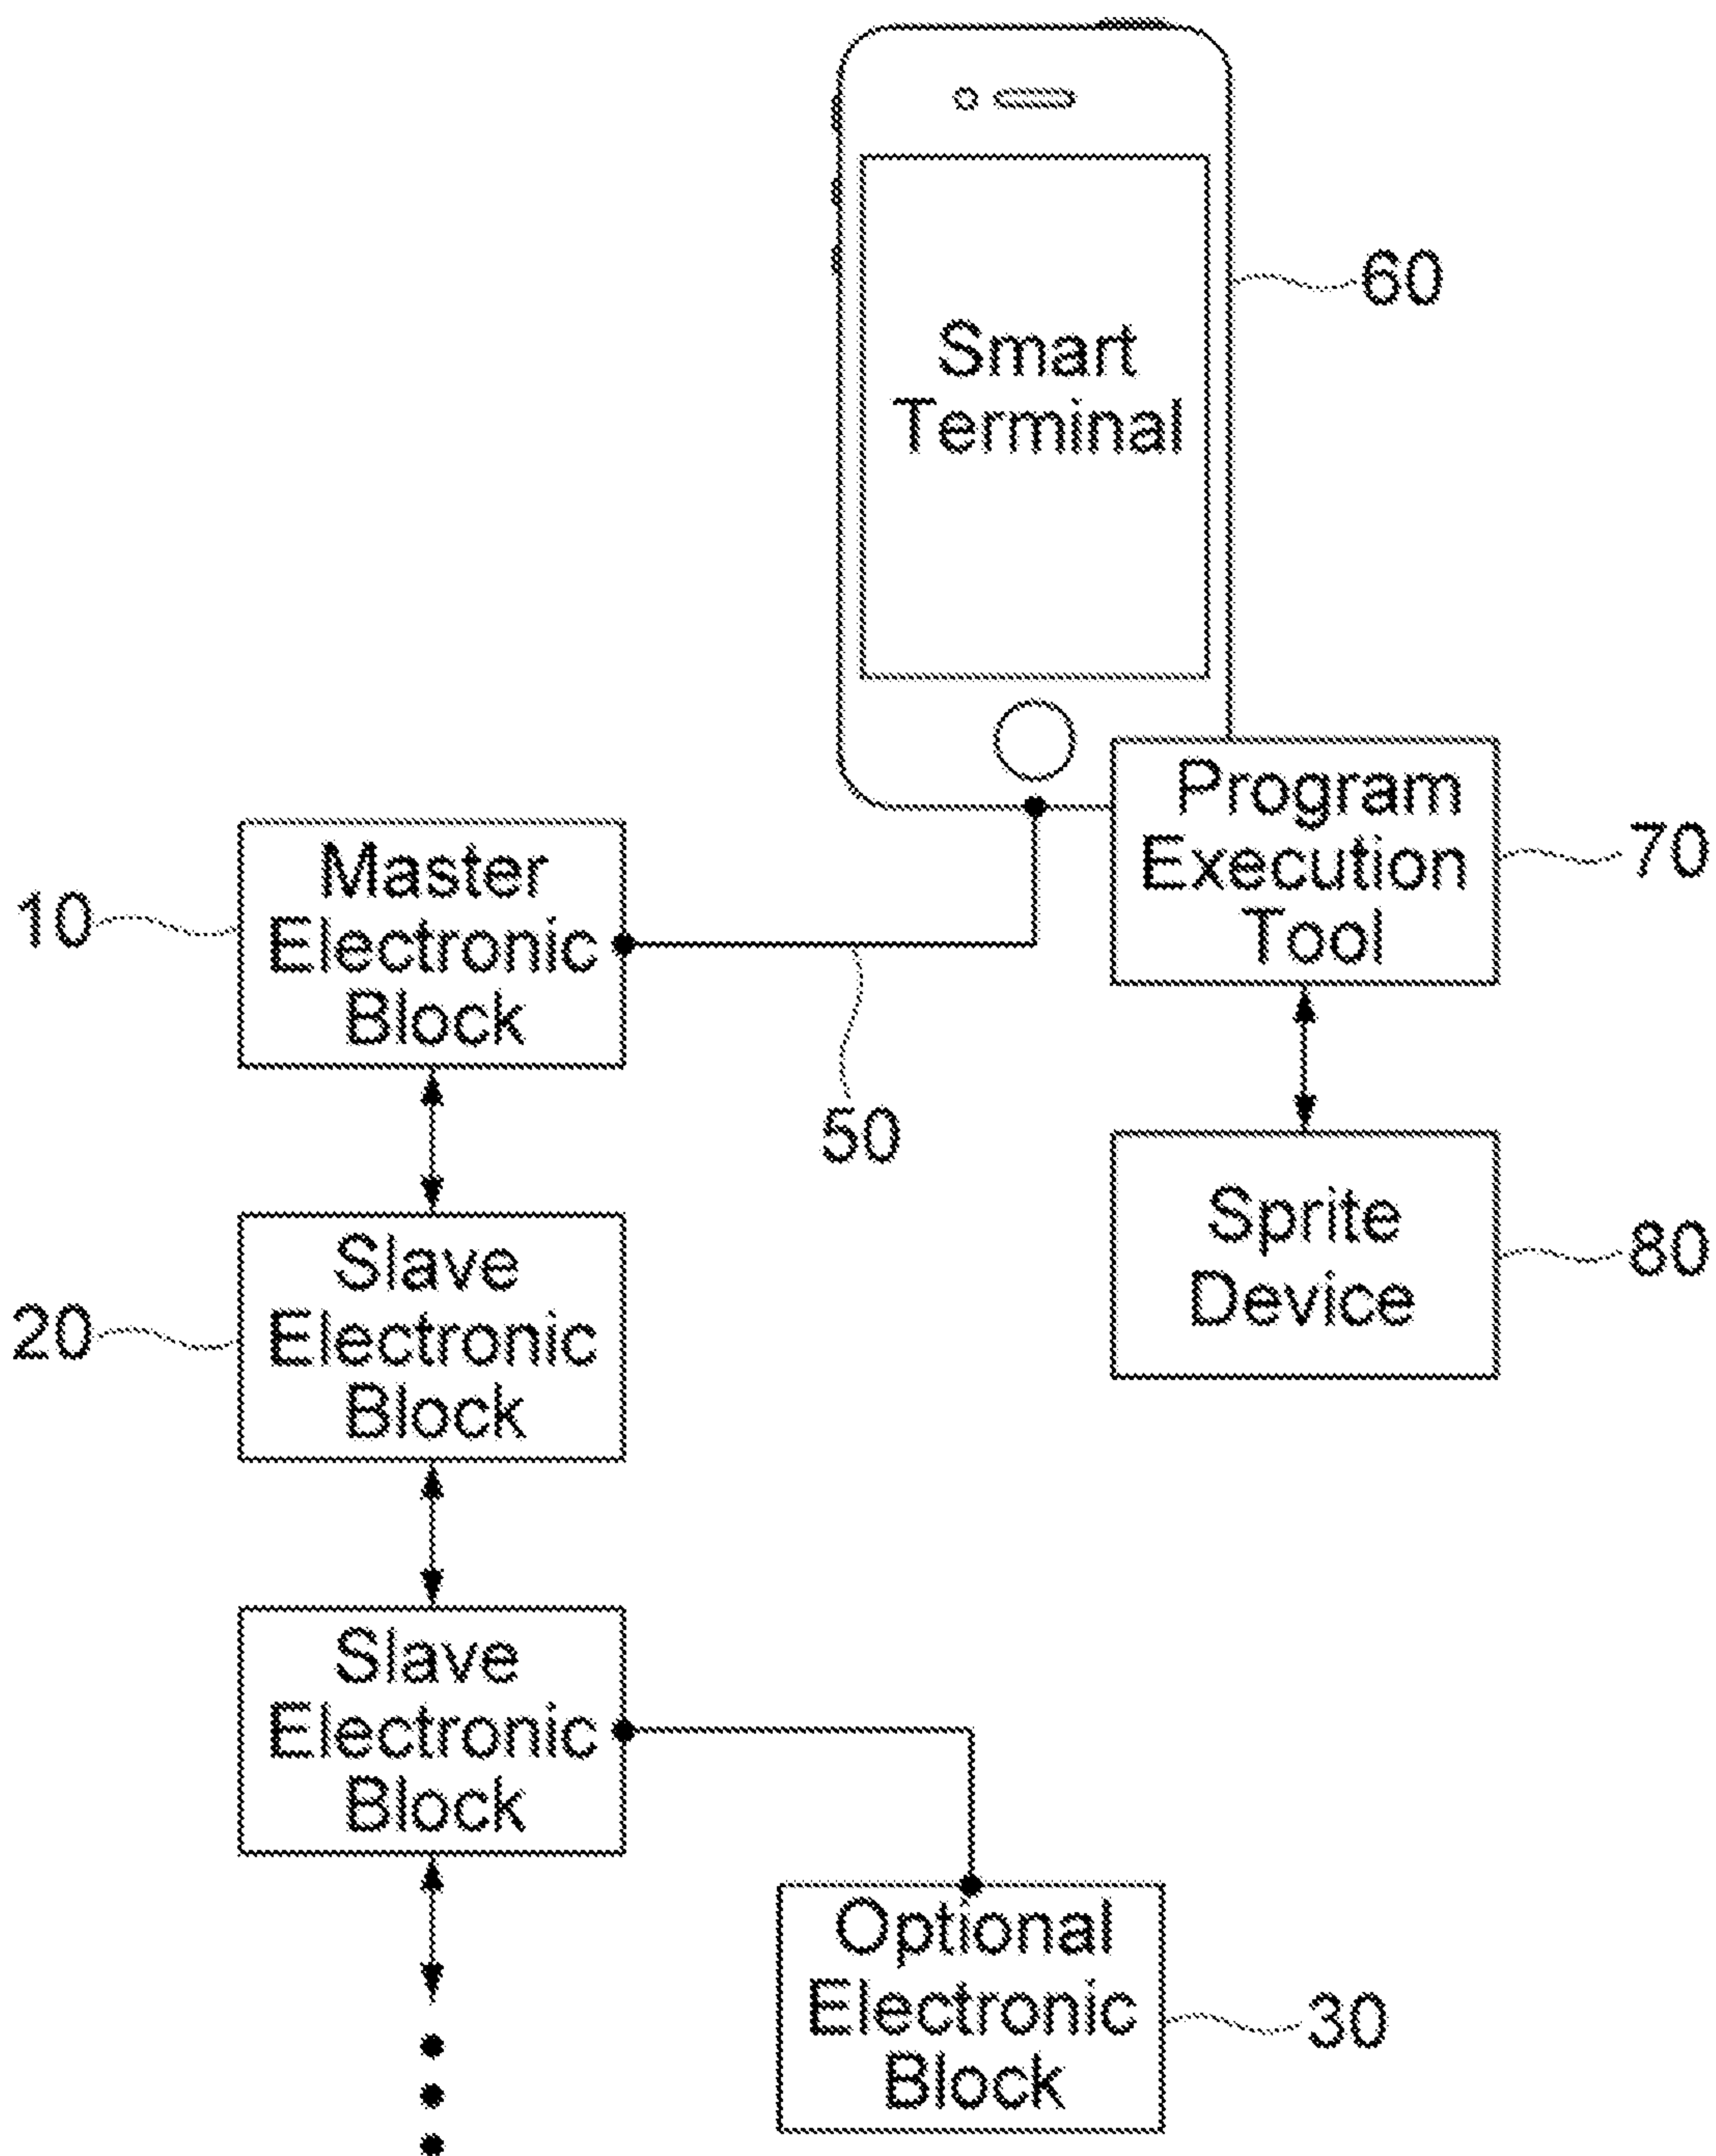 Smart
Terminal
60
Program
Execution
Tool
70
Master
Electronic
Block
10
50
Slave
Electronic
Block
20
Sprite
Device
80
Slave
Electronic
Block
Optional
Electronic
Block
30